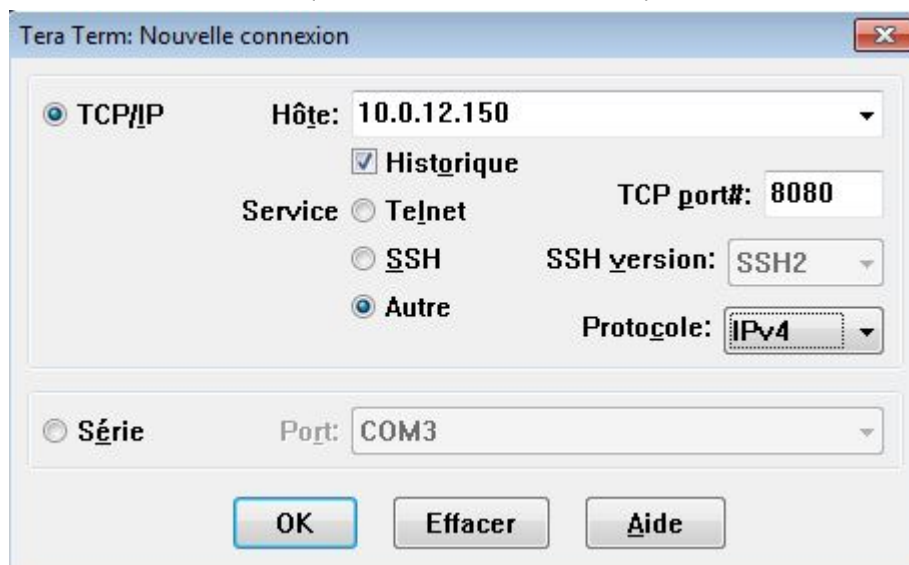 Tera Term: Nouvelle connexion
TCP/IP Hôte: 10.0.12.150
Historique
Service Telnet TCP port#: 8080
SSH SSH version: SSH2
Autre Protocole: IPv4
Série Port: COM3
OK Effacer Aide